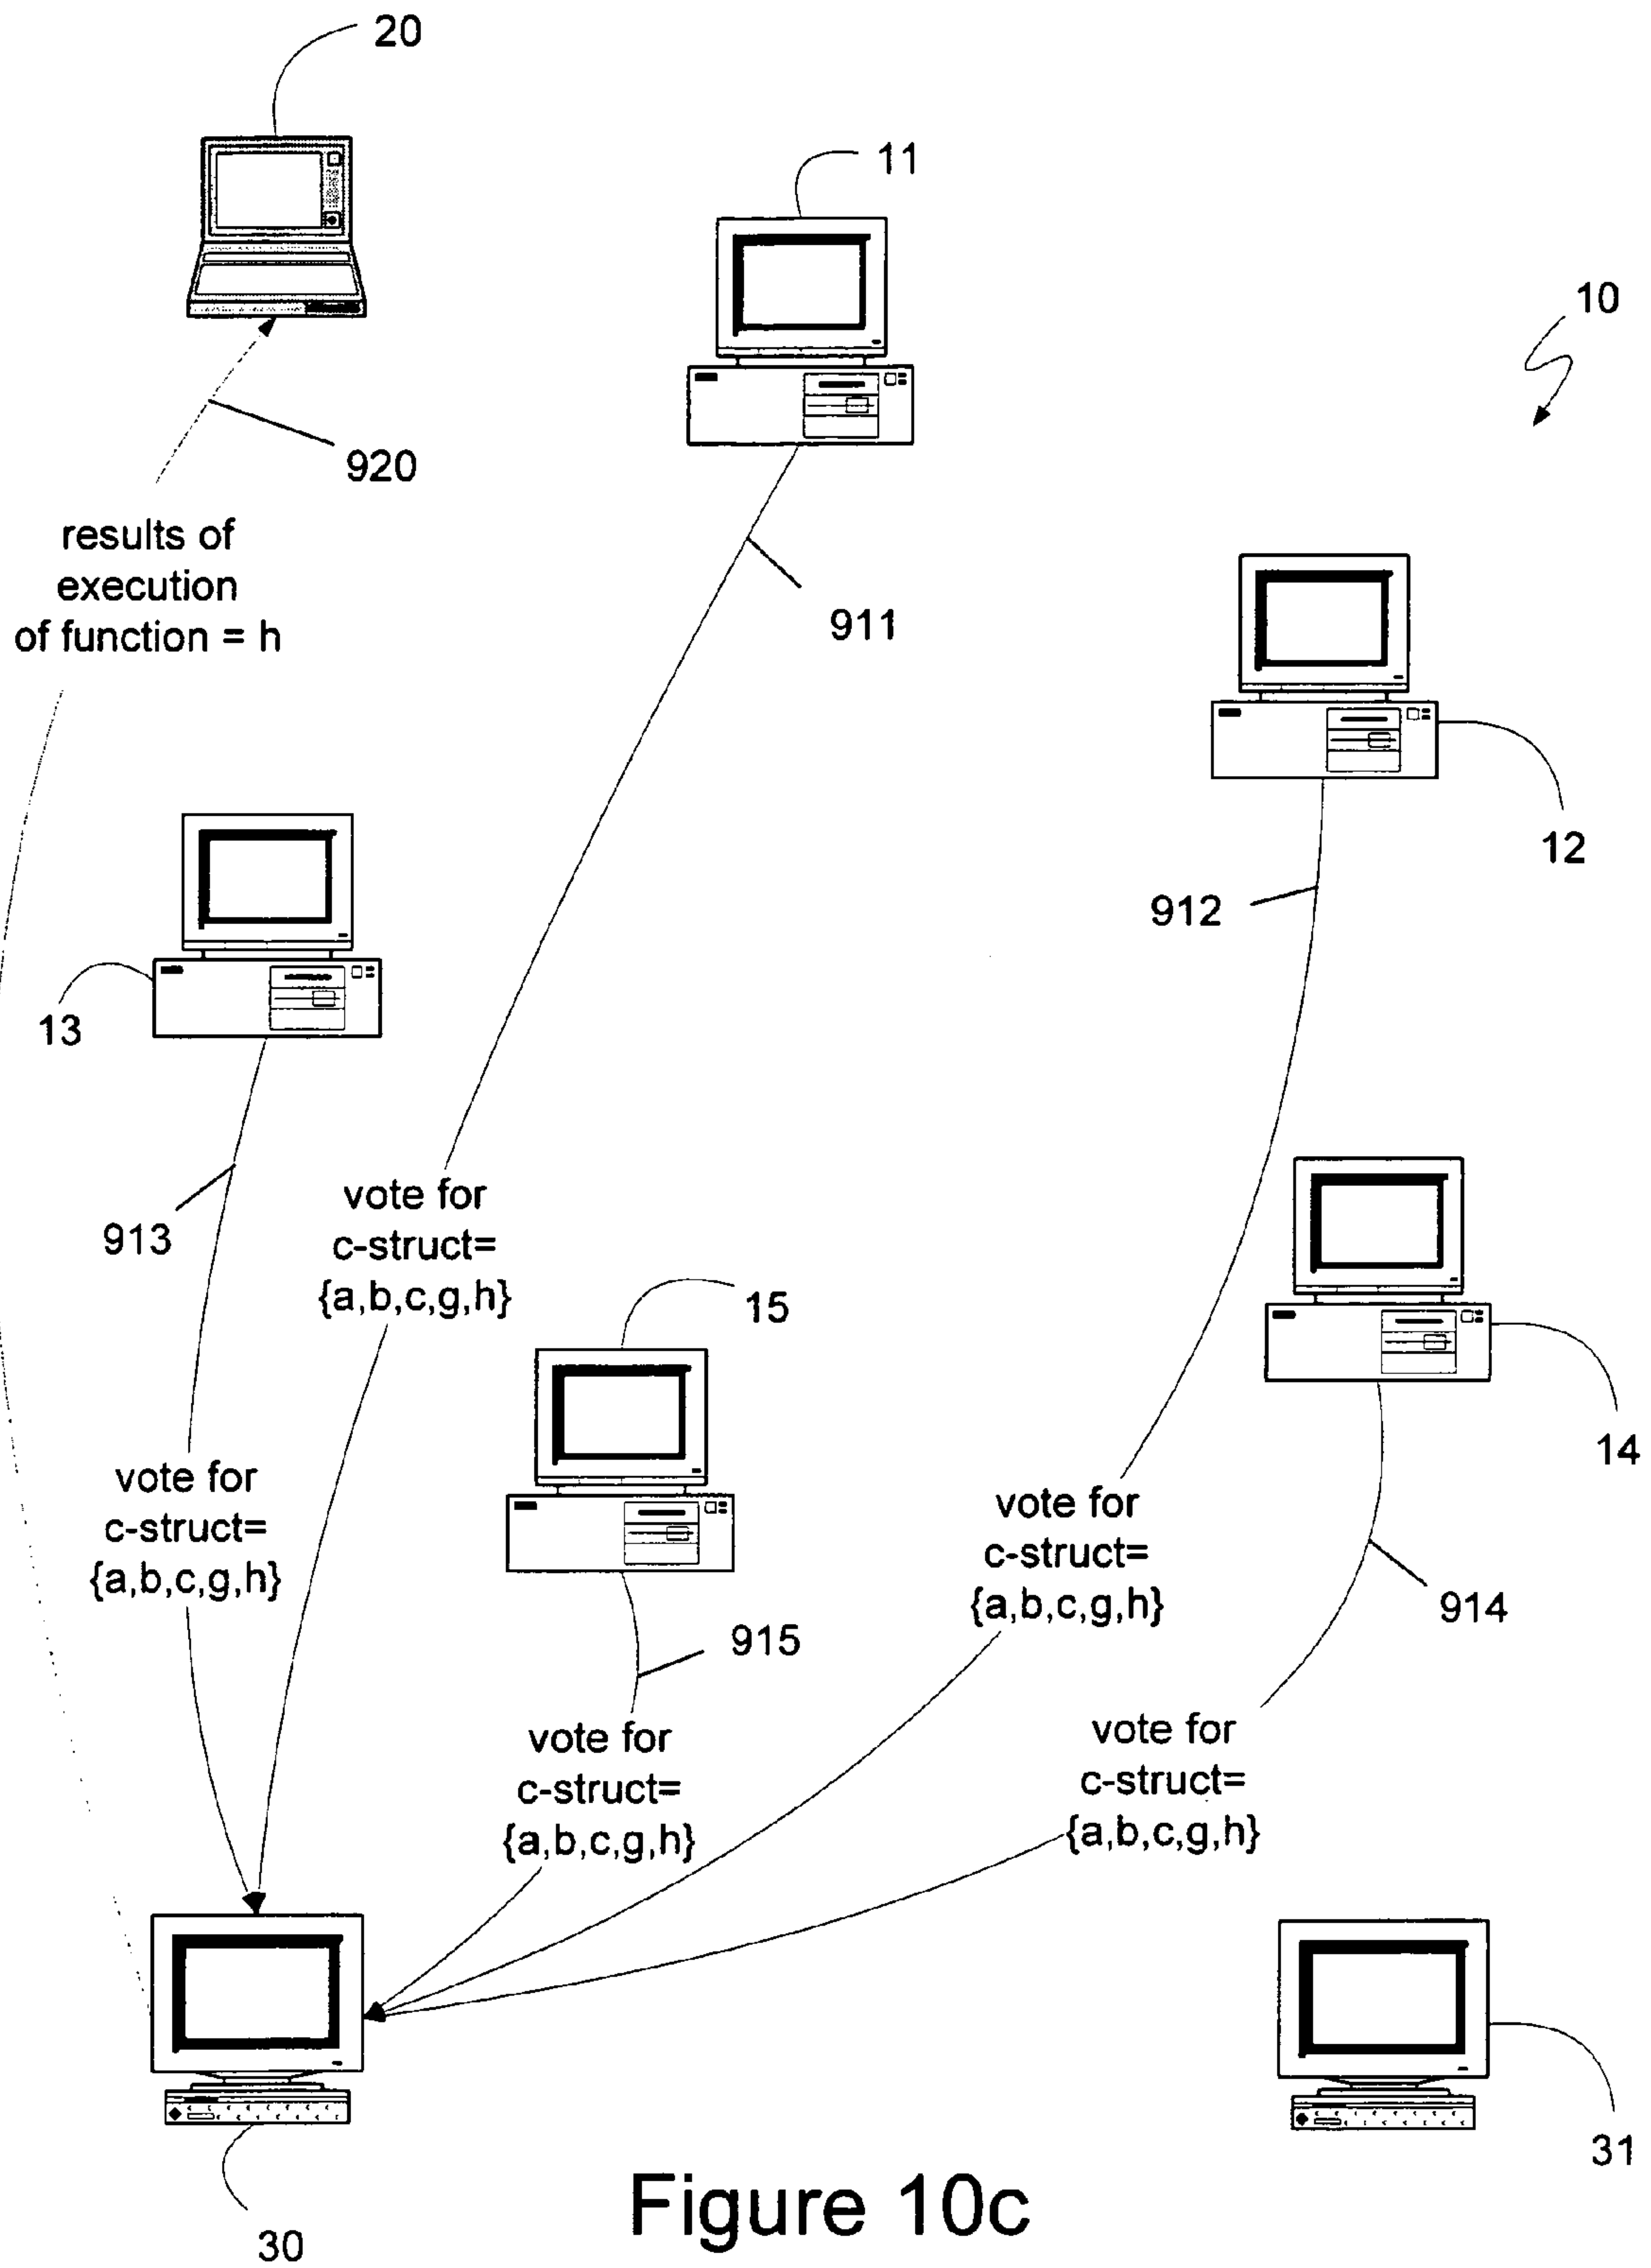 20
11
10
920
results of
execution
of function = h
911
12
912
13
913
vote for
c-struct=
{a,b,c,g,h}
15
14
vote for
c-struct=
{a,b,c,g,h}
vote for
c-struct=
{a,b,c,g,h}
914
915
vote for
c-struct=
{a,b,c,g,h}
vote for
c-struct=
{a,b,c,g,h}
31
30
Figure 10c